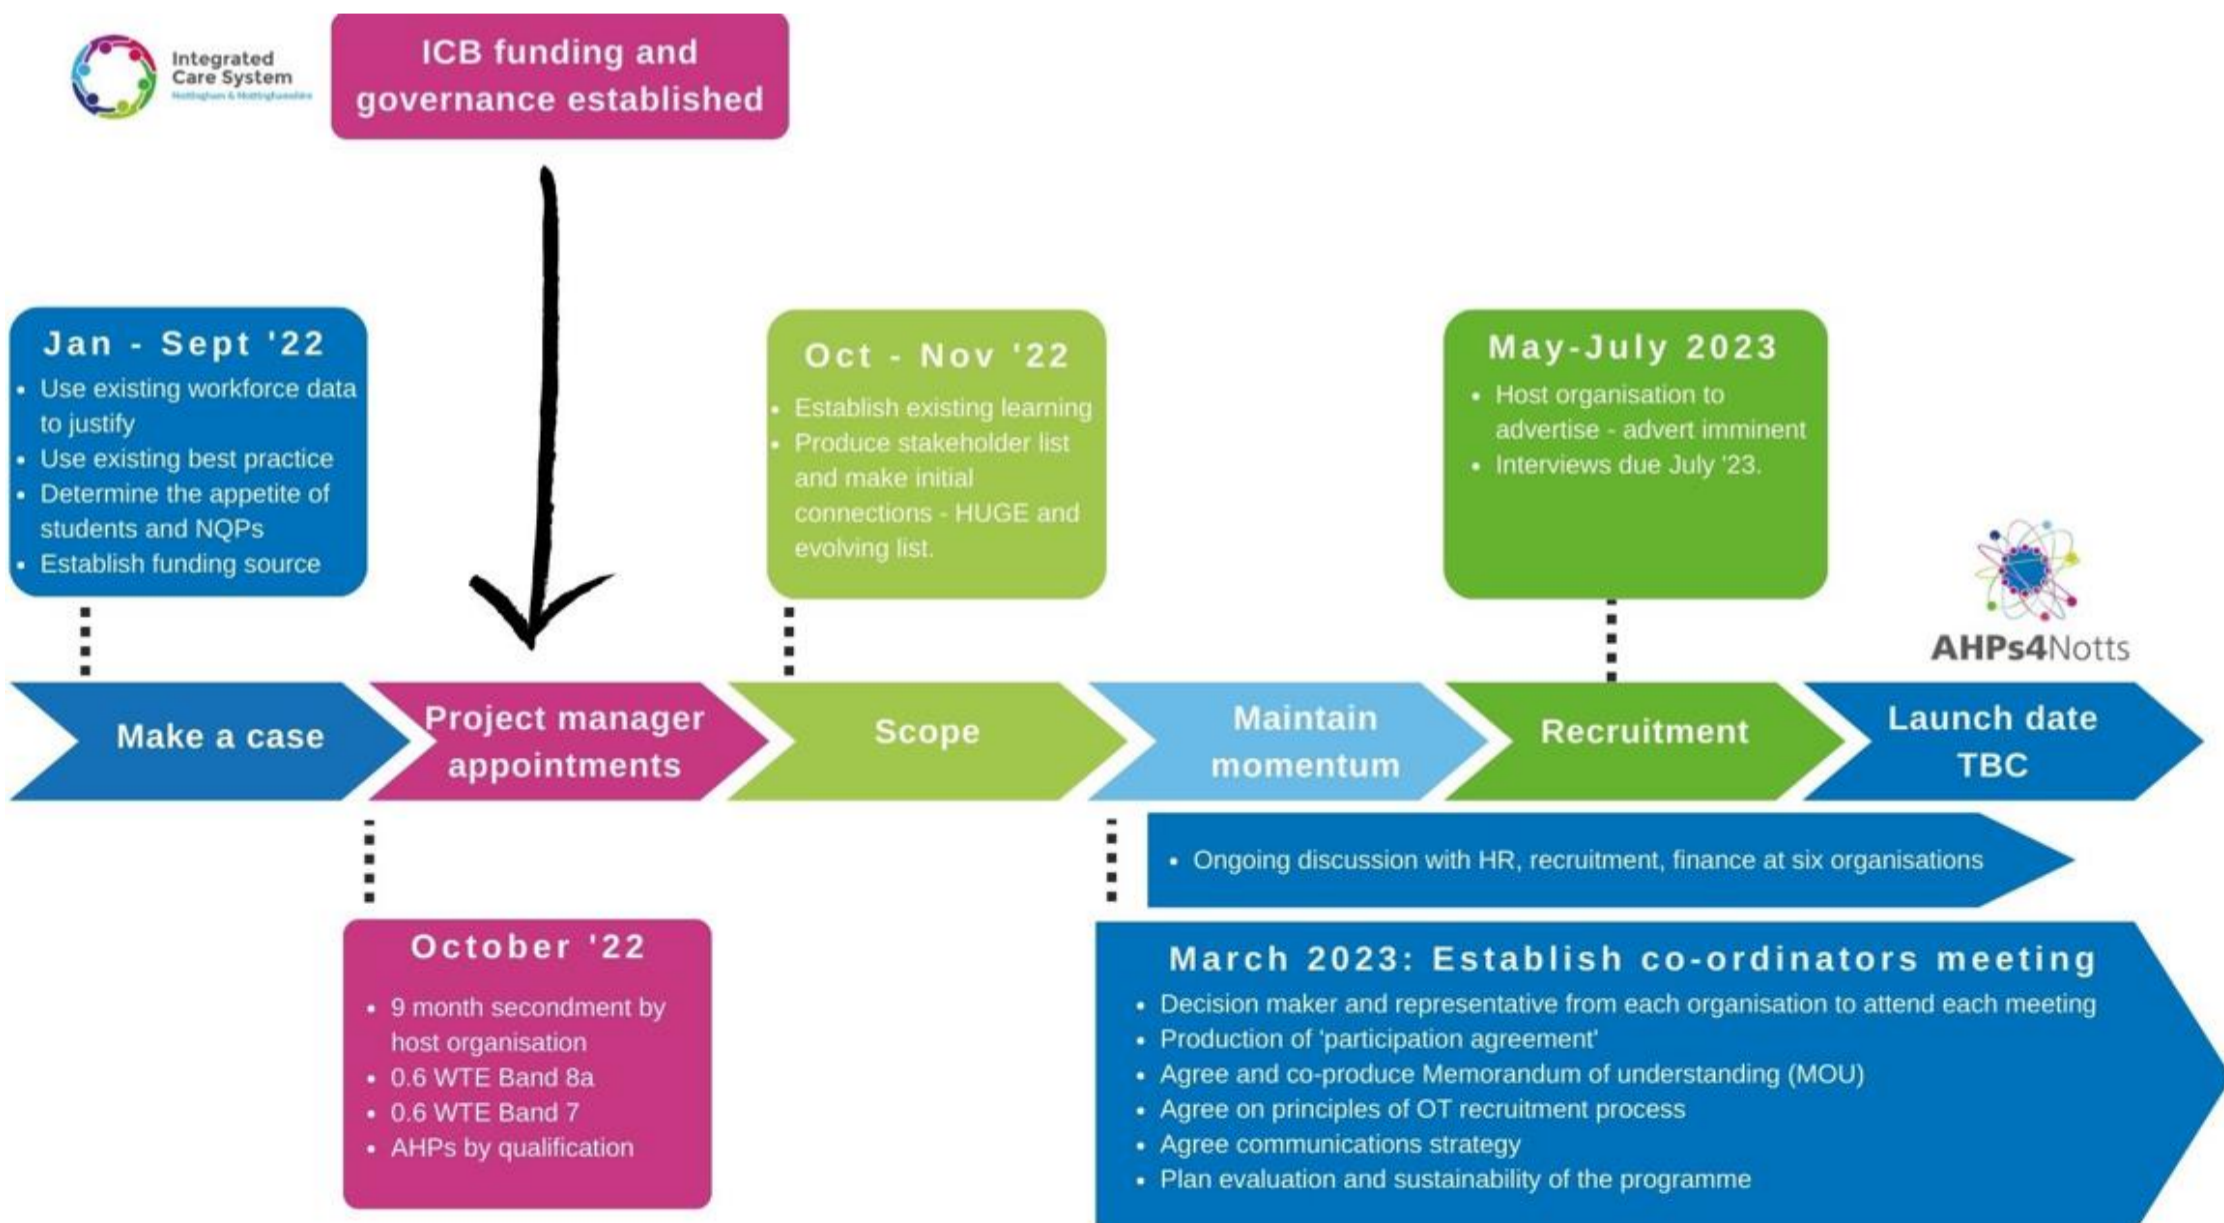 Integrated
Care System
Nottingham & Nottinghamshire
ICB funding and
governance established
Jan - Sept '22
• Use existing workforce data
to justify
• Use existing best practice
• Determine the appetite of
students and NQPs
• Establish funding source
Oct - Nov '22
• Establish existing learning
• Produce stakeholder list
and make initial
connections - HUGE and
evolving list.
May-July 2023
• Host organisation to
advertise - advert imminent
• Interviews due July '23.
AHPs4Notts
Make a case
Project manager
appointments
Scope
Maintain
momentum
Recruitment
Launch date
TBC
• Ongoing discussion with HR, recruitment, finance at six organisations
October '22
• 9 month secondment by
host organisation
• 0.6 WTE Band 8a
• 0.6 WTE Band 7
• AHPs by qualification
March 2023: Establish co-ordinators meeting
• Decision maker and representative from each organisation to attend each meeting
• Production of 'participation agreement'
• Agree and co-produce Memorandum of understanding (MOU)
• Agree on principles of OT recruitment process
• Agree communications strategy
• Plan evaluation and sustainability of the programme